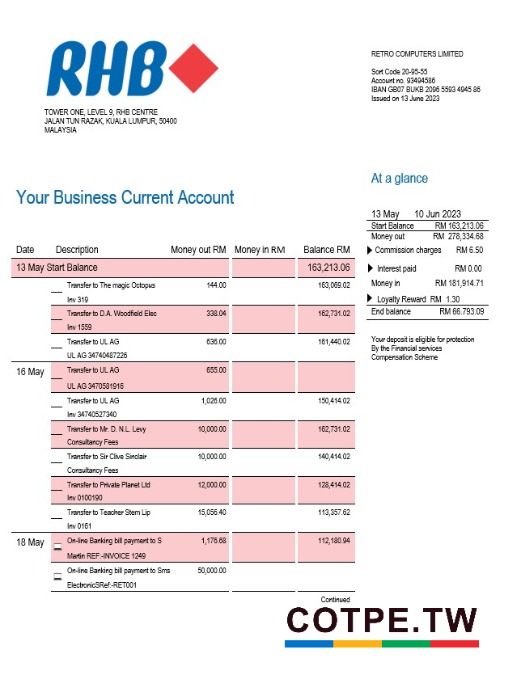 RHB
TOWER ONE, LEVEL 9, RHB CENTRE
JALAN TUN RAZAK, KUALA LUMPUR, 50400
MALAYSIA
RETRO COMPUTERS LIMITED
Sort Code 20-95-55
Account no. 93494586
IBAN GB07 BUKB 2096 5593 4945 86
Issued on 13 June 2023
At a glance
13 May 10 Jun 2023
Start Balance RM 163,213.06
Money out RM 278,334.68
Commission charges RM 6.50
Interest paid RM 0.00
Money in RM 181,914.71
Loyalty Reward RM 1.30
End balance RM 66.793.09
Your deposit is eligible for protection
By the Financial services
Compensation Scheme
Your Business Current Account
Date Description Money out RM Money in RM Balance RM
13 May Start Balance 163,213.06
Transfer to The magic Octopus 144.00 163,069.02
Inv 319
Transfer to D.A. Woodfield Elec 338.04 162,731.02
Inv 1559
Transfer to UL AG 636.00 161,440.02
UL AG 34740487226
16 May Transfer to UL AG 655.00
UL AG 3470581916
Transfer to UL AG 1,026.00 150,414.02
Inv 34740527340
Transfer to Mr. D. N.L. Levy 10,000.00 162,731.02
Consultancy Fees
Transfer to Sir Clive Sinclair 10,000.00 140,414.02
Consultancy Fees
Transfer to Private Planet Ltd 12,000.00 128,414.02
Inv 0100190
Transfer to Teacher Stern Lip 15,056.40 113,357.62
Inv 0161
18 May On-line Banking bill payment to S 1,176.68 112,180.94
Martin REF:-INVOICE 1249
On-line Banking bill payment to Sms 50,000.00
ElectronicSRef:-RET001
Continued
COTPE.TW